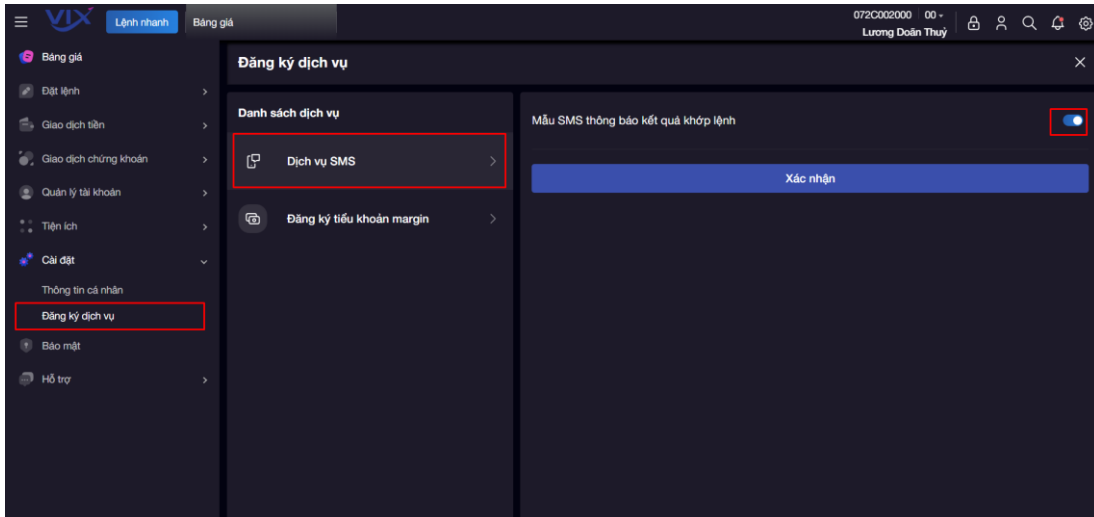 VIX
Lệnh nhanh
Bảng giá
072C002000 00
Lương Doãn Thuỳ
Bảng giá
Đặt lệnh
Giao dịch tiền
Giao dịch chứng khoán
Quản lý tài khoản
Tiện ích
Cài đặt
Thông tin cá nhân
Đăng ký dịch vụ
Bảo mật
Hỗ trợ
Đăng ký dịch vụ
Danh sách dịch vụ
Dịch vụ SMS
Đăng ký tiểu khoản margin
Mẫu SMS thông báo kết quả khớp lệnh
Xác nhận